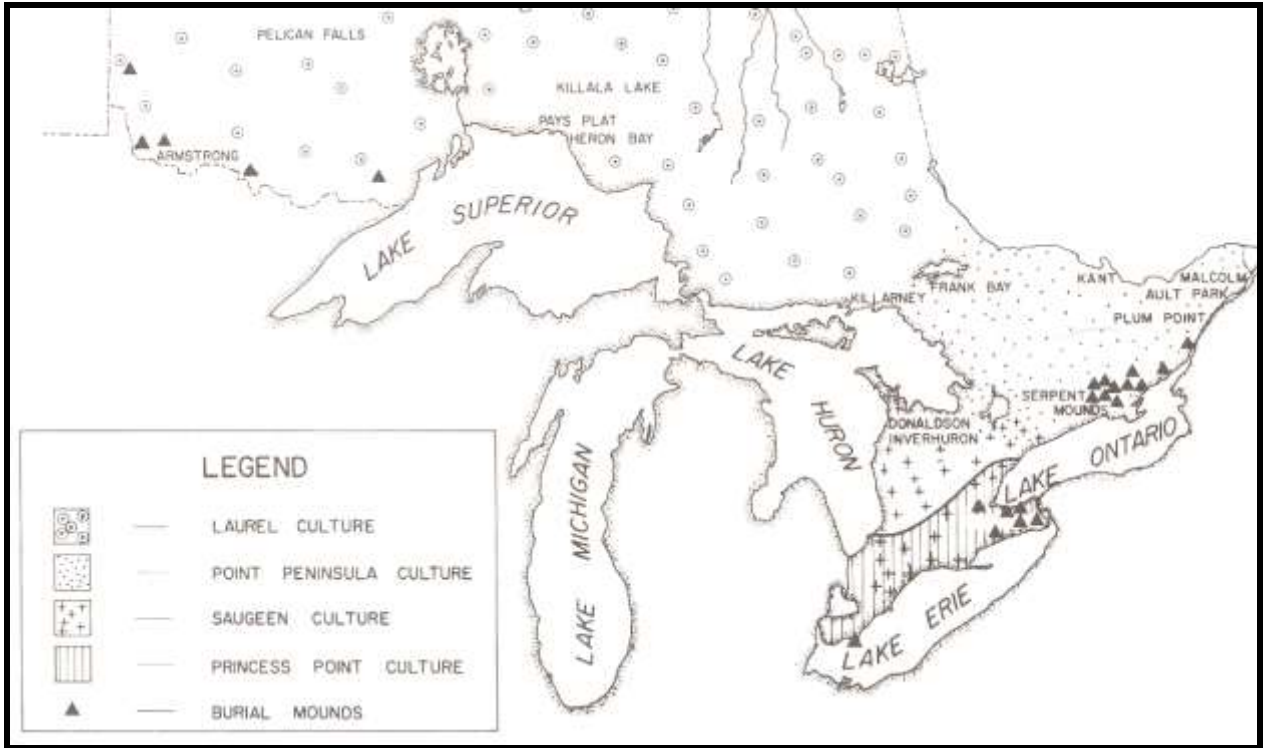 PELICAN FALLS
KILLALA LAKE
PAYS PLAT
HERON BAY
ARMSTRONG
LAKE SUPERIOR
KILLARNEY
FRANK BAY
KANT
MALCOLM
AULT PARK
PLUM POINT
LAKE HURON
SERPENT
MOUNDS
DONALDSON
INVERHURON
LAKE ONTARIO
LAKE MICHIGAN
LAKE ERIE
LEGEND
LAUREL CULTURE
POINT PENINSULA CULTURE
SAUGEEN CULTURE
PRINCESS POINT CULTURE
BURIAL MOUNDS